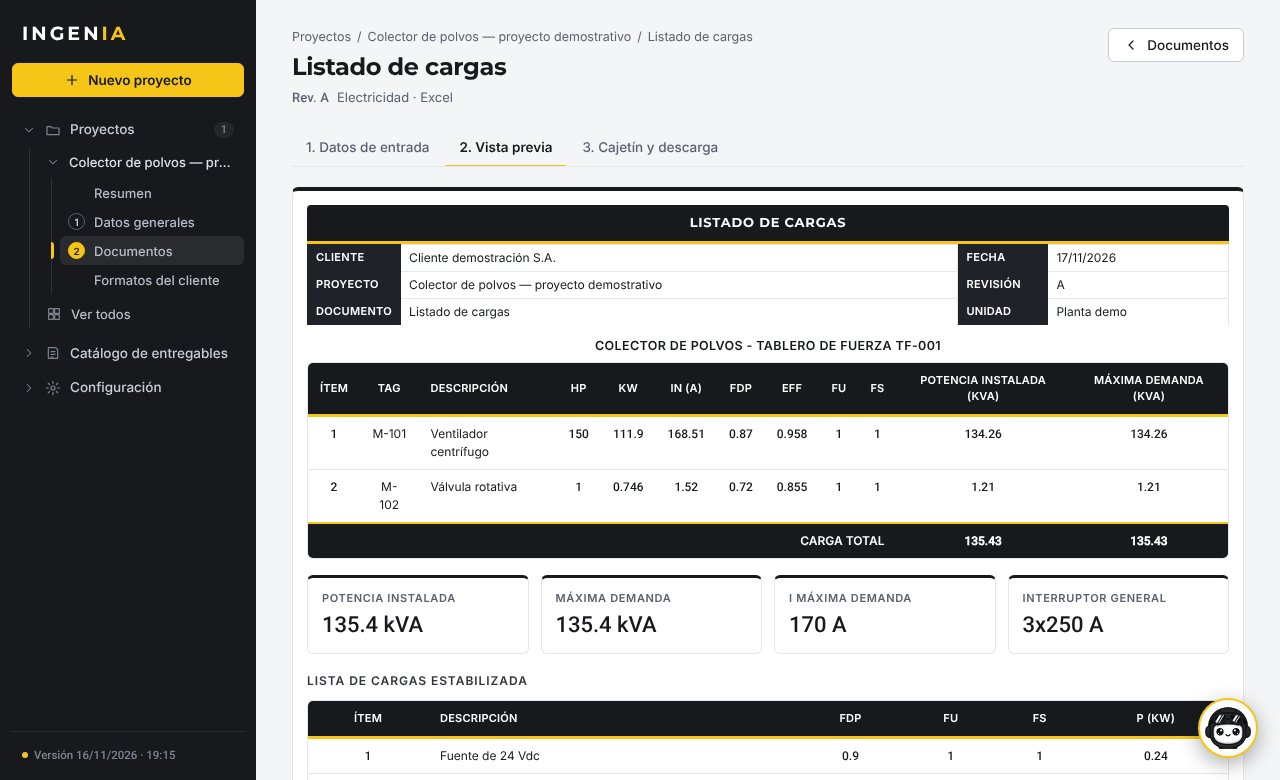 INGENIA
Nuevo proyecto
Proyectos 1
Colector de polvos — pr...
Resumen
1 Datos generales
2 Documentos
Formatos del cliente
Ver todos
Catálogo de entregables
Configuración
Versión 16/11/2026 · 19:15
Proyectos / Colector de polvos — proyecto demostrativo / Listado de cargas
Documentos
Listado de cargas
Rev. A Electricidad · Excel
1. Datos de entrada 2. Vista previa 3. Cajetín y descarga
LISTADO DE CARGAS
CLIENTE Cliente demostración S.A. FECHA 17/11/2026
PROYECTO Colector de polvos — proyecto demostrativo REVISIÓN A
DOCUMENTO Listado de cargas UNIDAD Planta demo
COLECTOR DE POLVOS - TABLERO DE FUERZA TF-001
ÍTEM TAG DESCRIPCIÓN HP KW IN (A) FDP EFF FU FS POTENCIA INSTALADA (KVA) MÁXIMA DEMANDA (KVA)
1 M-101 Ventilador centrífugo 150 111.9 168.51 0.87 0.958 1 1 134.26 134.26
2 M-102 Válvula rotativa 1 0.746 1.52 0.72 0.855 1 1 1.21 1.21
CARGA TOTAL 135.43 135.43
POTENCIA INSTALADA MÁXIMA DEMANDA I MÁXIMA DEMANDA INTERRUPTOR GENERAL
135.4 kVA 135.4 kVA 170 A 3x250 A
LISTA DE CARGAS ESTABILIZADA
ÍTEM DESCRIPCIÓN FDP FU FS P (KW)
1 Fuente de 24 Vdc 0.9 1 1 0.24